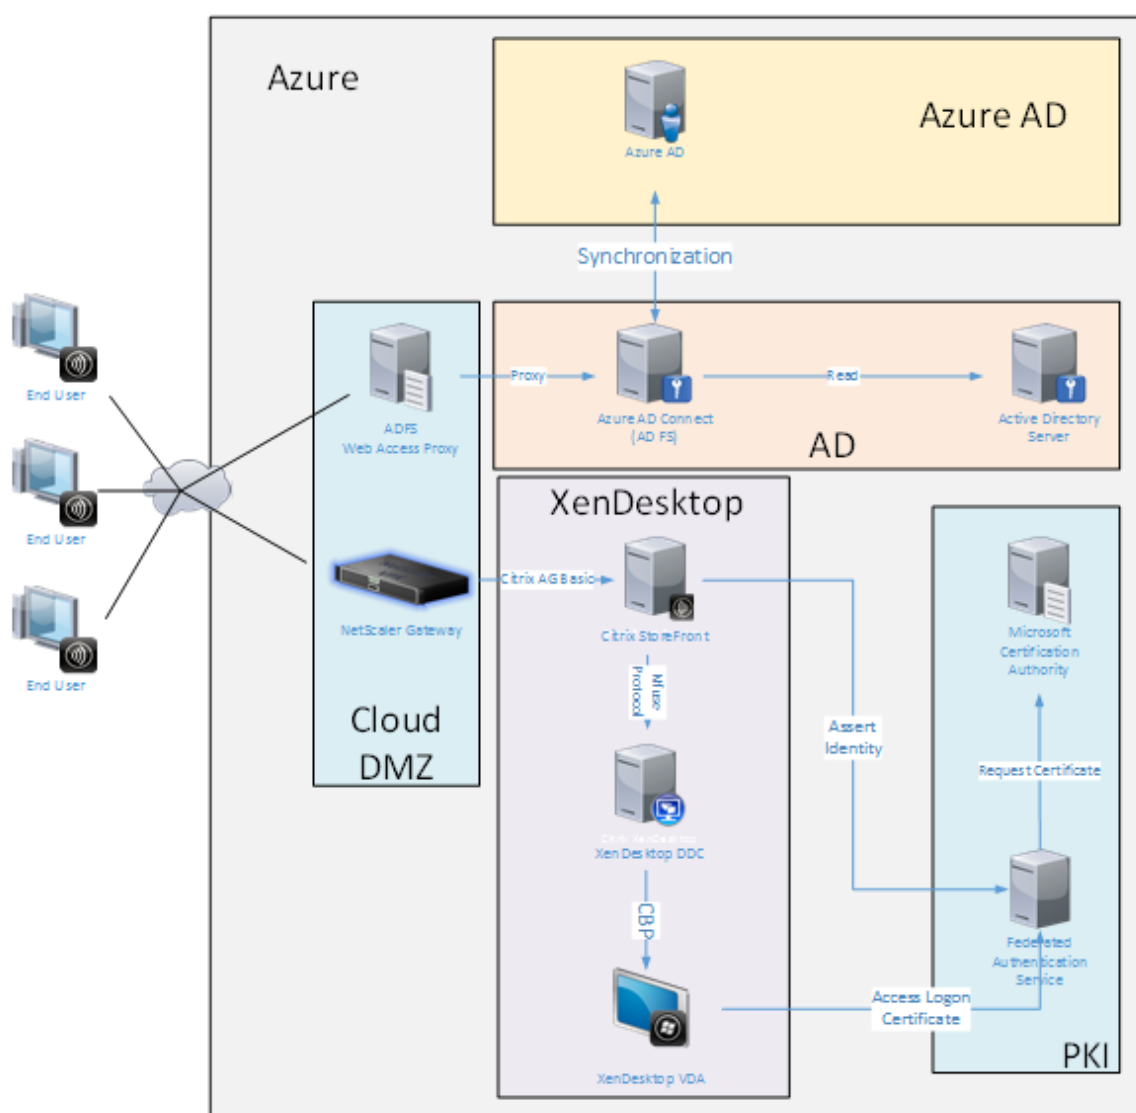 Azure
Azure AD
Azure AD
Synchronization
End User
End User
End User
ADFS
Web Access Proxy
Proxy
Azure AD Connect
(AD FS)
Read
Active Directory
Server
AD
NetScaler Gateway
Cloud
DMZ
XenDesktop
Citrix AG Basic
Citrix StoreFront
Nfuse
Protocol
Citrix XenDesktop
XenDesktop DDC
CBP
XenDesktop VDA
Assert
Identity
Microsoft
Certification
Authority
Request Certificate
Federated
Authentication
Service
Access Logon
Certificate
PKI